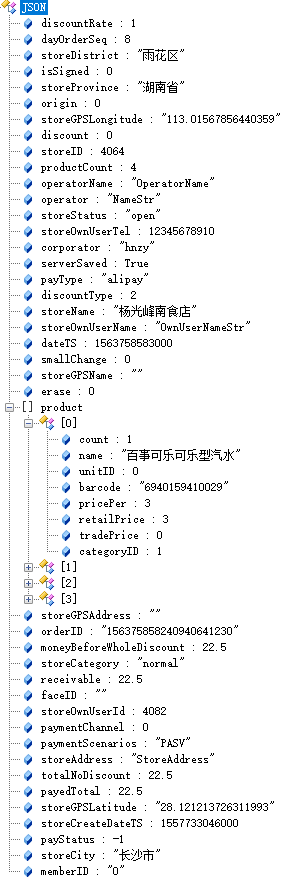 JSON
discountRate : 1
dayOrderSeq : 8
storeDistrict : "雨花区"
isSigned : 0
storeProvince : "湖南省"
origin : 0
storeGPSLongitude : "113.01567856440359"
discount : 0
storeID : 4064
productCount : 4
operatorName : "OperatorName"
operator : "NameStr"
storeStatus : "open"
storeOwnUserTel : 12345678910
corporator : "hnzy"
serverSaved : True
payType : "alipay"
discountType : 2
storeName : "杨光峰南食店"
storeOwnUserName : "OwnUserNameStr"
dateTS : 1563758583000
smallChange : 0
storeGPSName : ""
erase : 0
[] product
[0]
count : 1
name : "百事可乐可乐型汽水"
unitID : 0
barcode : "6940159410029"
pricePer : 3
retailPrice : 3
tradePrice : 0
categoryID : 1
[1]
[2]
[3]
storeGPSAddress : ""
orderID : "156375858240940641230"
moneyBeforeWholeDiscount : 22.5
storeCategory : "normal"
receivable : 22.5
faceID : ""
storeOwnUserId : 4082
paymentChannel : 0
paymentScenarios : "PASV"
storeAddress : "StoreAddress"
totalNoDiscount : 22.5
payedTotal : 22.5
storeGPSLatitude : "28.121213726311993"
storeCreateDateTS : 1557733046000
payStatus : -1
storeCity : "长沙市"
memberID : "0"